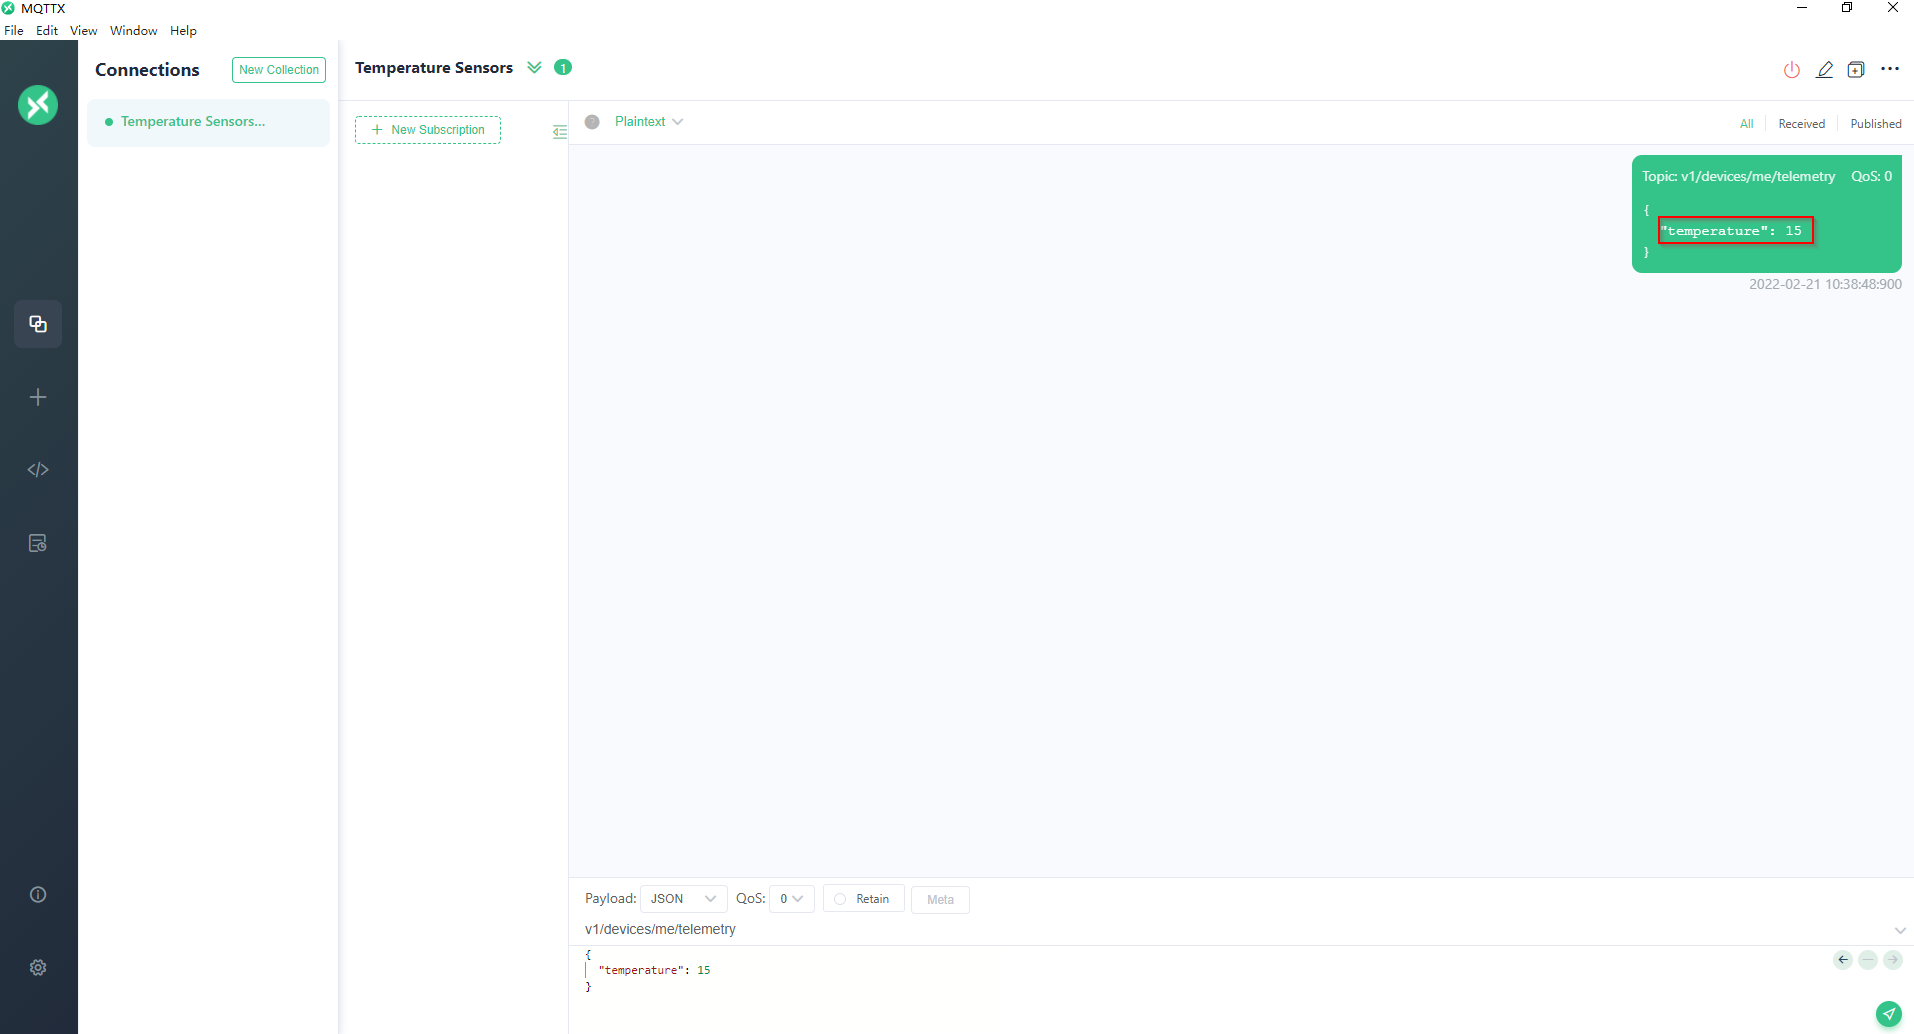 MQTTX
File Edit View Window Help
Connections
New Collection
Temperature Sensors...
Temperature Sensors
1
New Subscription
Plaintext
All
Received
Published
Topic: v1/devices/me/telemetry QoS: 0
{
"temperature": 15
}
2022-02-21 10:38:48:900
Payload: JSON QoS: 0 Retain Meta
v1/devices/me/telemetry
{
"temperature": 15
}